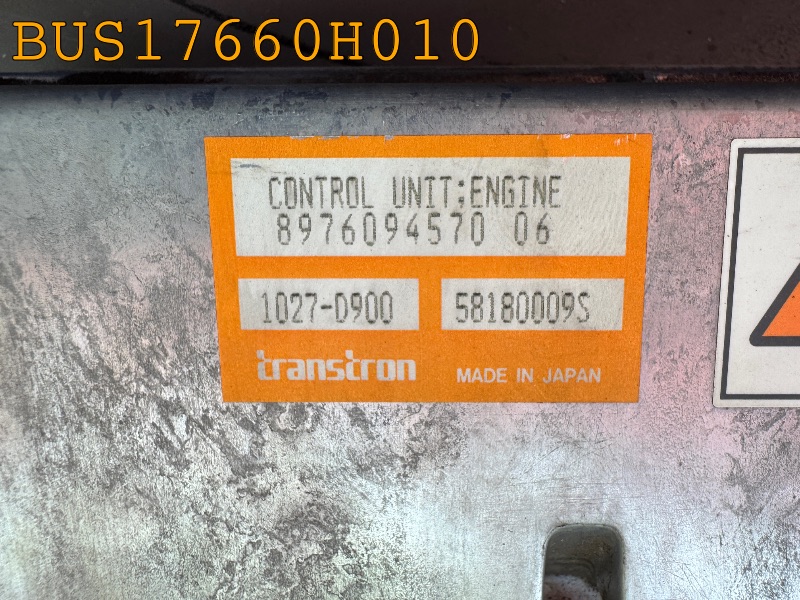 BUS17660H010
CONTROL UNIT;ENGINE
8976094570 06
1027-D900
58180009S
transtron
MADE IN JAPAN